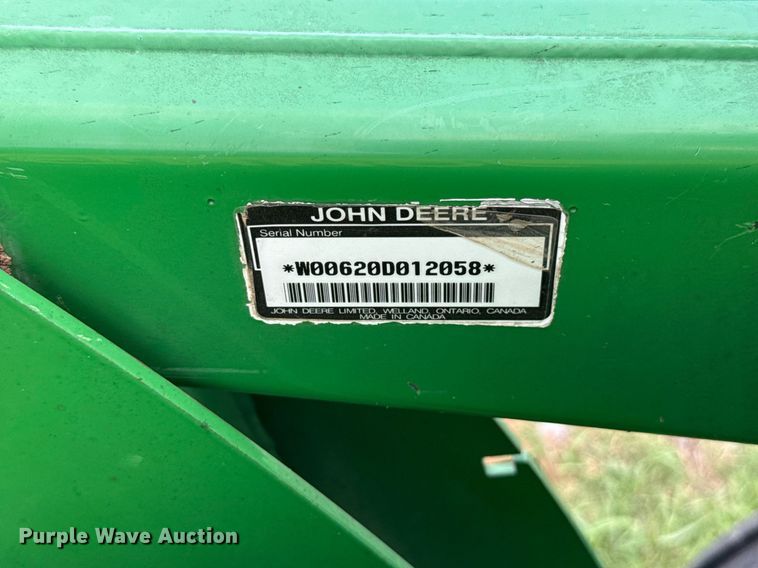 JOHN DEERE
Serial Number
*W00620D012058*
JOHN DEERE LIMITED, WELLAND, ONTARIO, CANADA
MADE IN CANADA
Purple Wave Auction